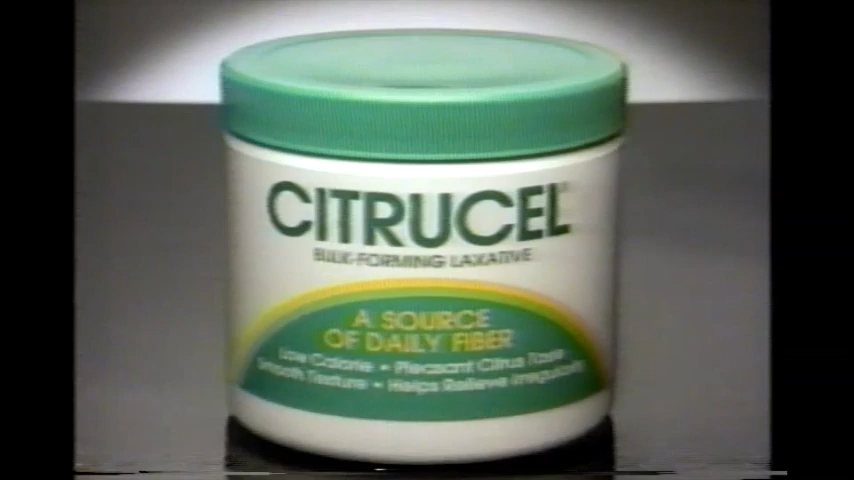 CITRUCEL
BULK-FORMING LAXATIVE
A SOURCE
OF DAILY FIBER
Low Calorie • Pleasant Citrus Taste
Smooth Texture • Helps Relieve Irregularity